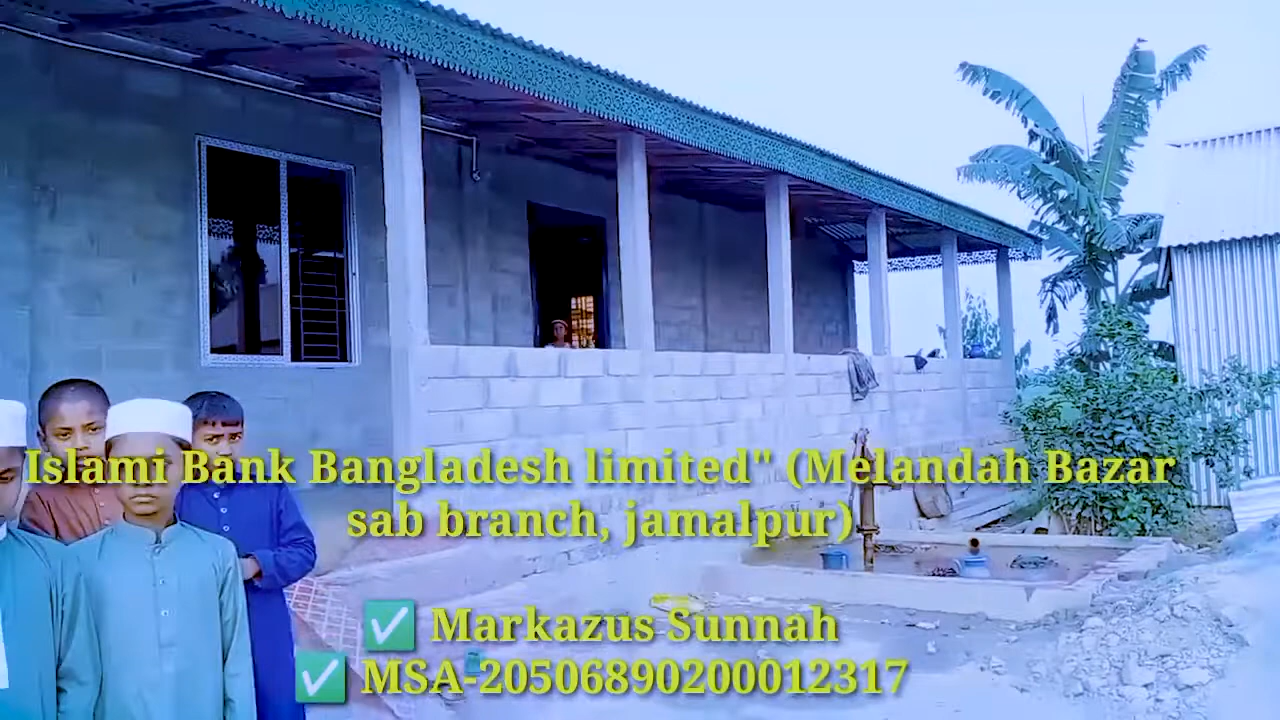 Islami Bank Bangladesh limited" (Melandah Bazar
sab branch, jamalpur)
✅ Markazus Sunnah
✅ MSA-20506890200012317